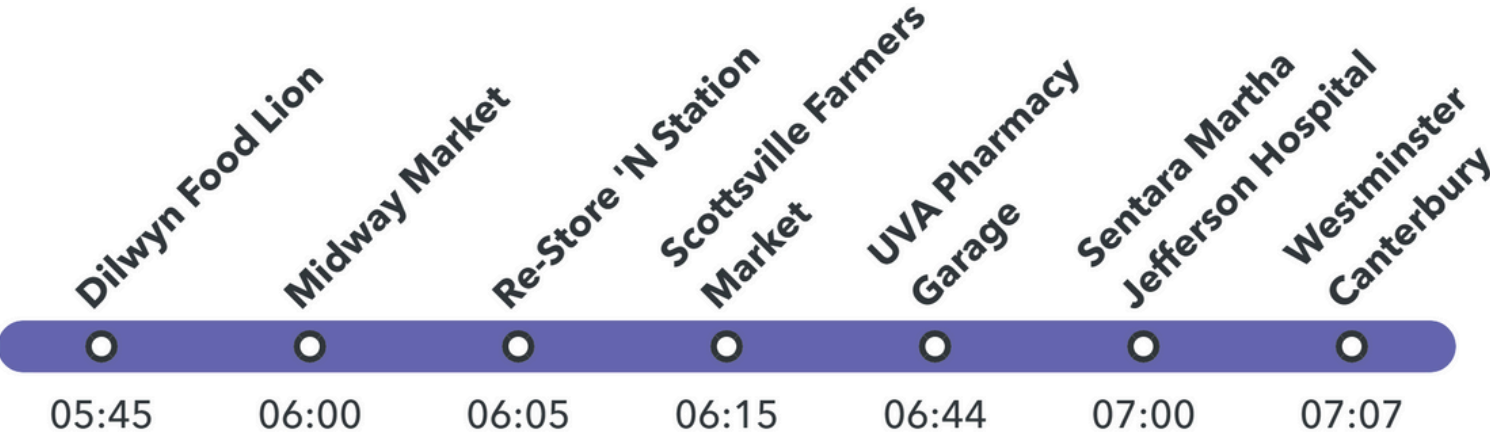 Dilwyn Food Lion
Midway Market
Re-Store 'N Station
Scottsville Farmers
Market
UVA Pharmacy
Garage
Sentara Martha
Jefferson Hospital
Westminster
Canterbury
05:45
06:00
06:05
06:15
06:44
07:00
07:07